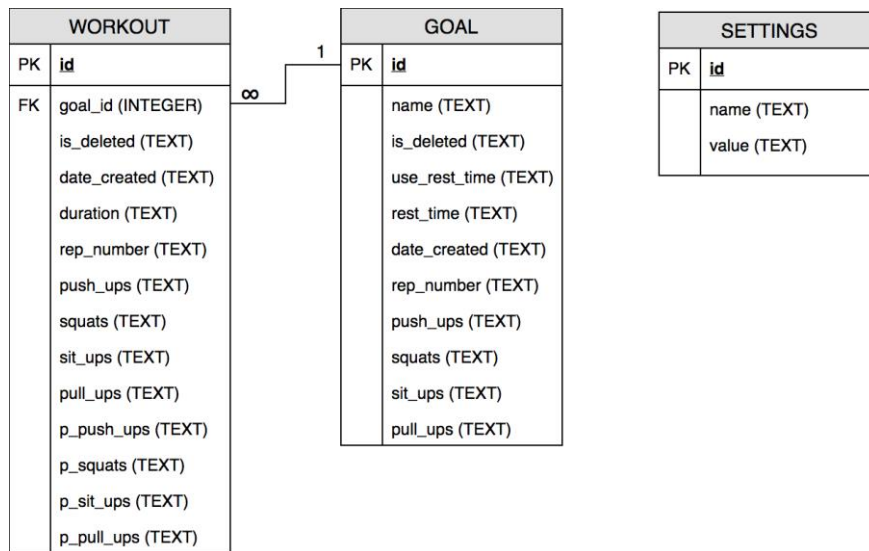 WORKOUT
PK id
FK goal_id (INTEGER)
is_deleted (TEXT)
date_created (TEXT)
duration (TEXT)
rep_number (TEXT)
push_ups (TEXT)
squats (TEXT)
sit_ups (TEXT)
pull_ups (TEXT)
p_push_ups (TEXT)
p_squats (TEXT)
p_sit_ups (TEXT)
p_pull_ups (TEXT)
∞
1
GOAL
PK id
name (TEXT)
is_deleted (TEXT)
use_rest_time (TEXT)
rest_time (TEXT)
date_created (TEXT)
rep_number (TEXT)
push_ups (TEXT)
squats (TEXT)
sit_ups (TEXT)
pull_ups (TEXT)
SETTINGS
PK id
name (TEXT)
value (TEXT)